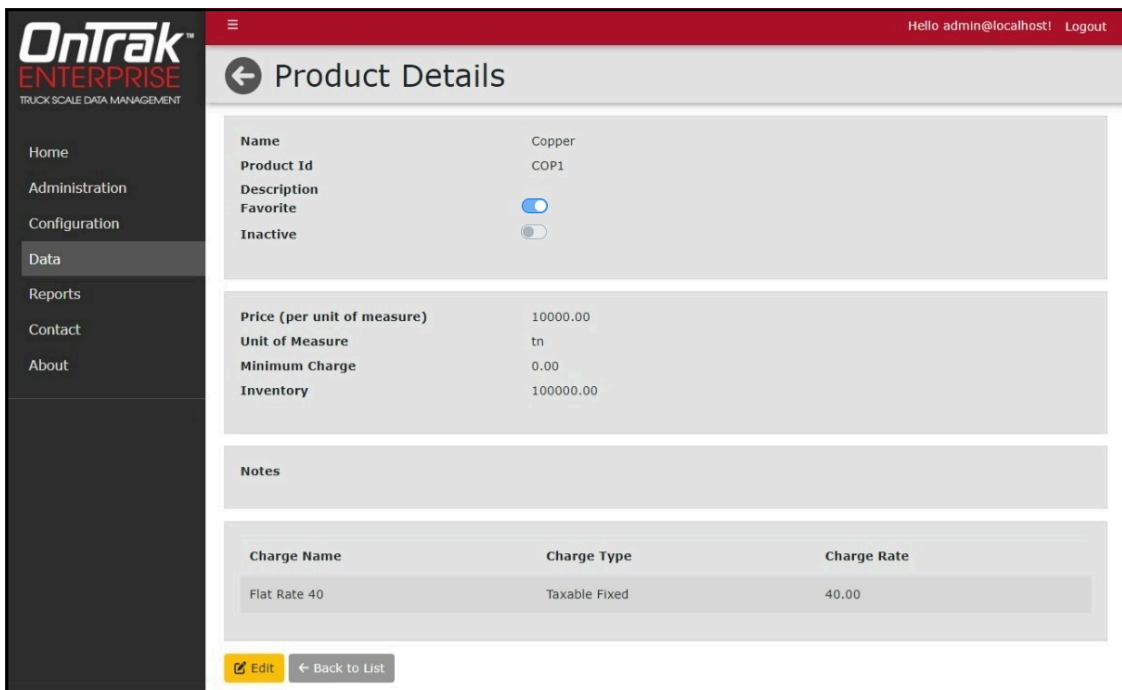 OnTrak™
ENTERPRISE
TRUCK SCALE DATA MANAGEMENT
Hello admin@localhost! Logout
Product Details
Home
Administration
Configuration
Data
Reports
Contact
About
Name Copper
Product Id COP1
Description
Favorite
Inactive
Price (per unit of measure) 10000.00
Unit of Measure tn
Minimum Charge 0.00
Inventory 100000.00
Notes
Charge Name Charge Type Charge Rate
Flat Rate 40 Taxable Fixed 40.00
Edit ← Back to List